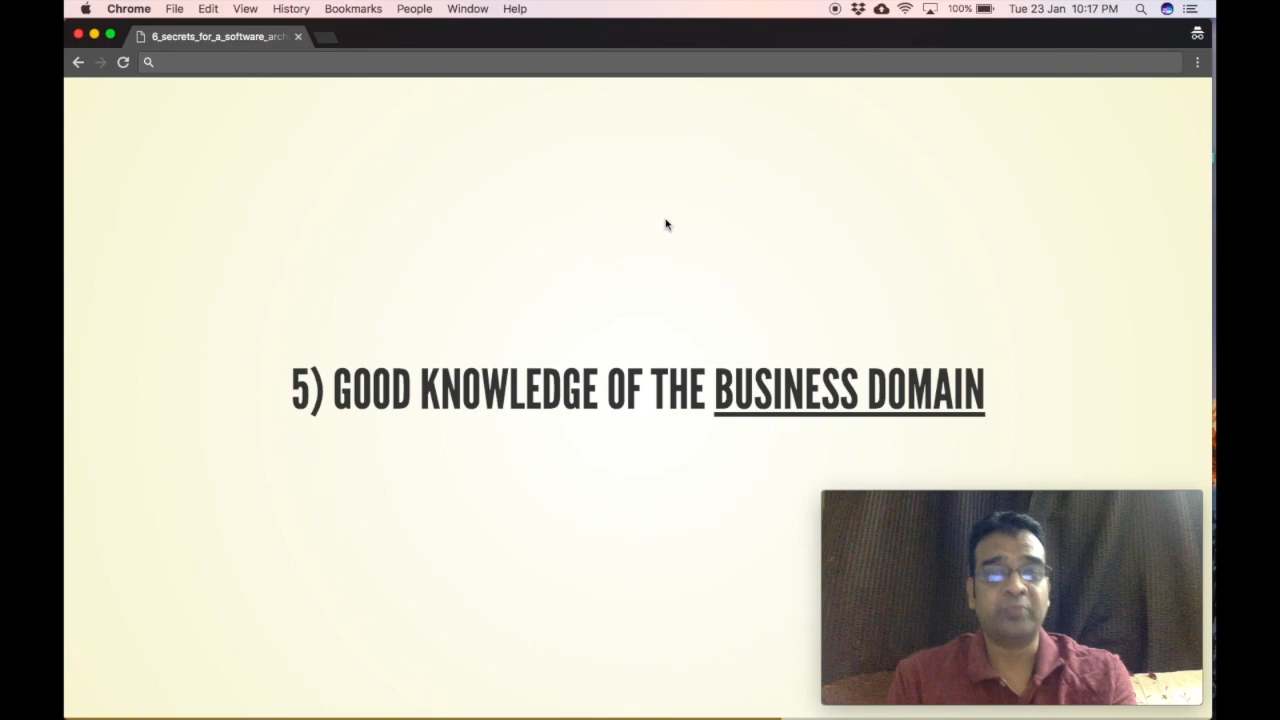 Chrome File Edit View History Bookmarks People Window Help 100% Tue 23 Jan 10:17 PM
6_secrets_for_a_software_arch
5) GOOD KNOWLEDGE OF THE BUSINESS DOMAIN